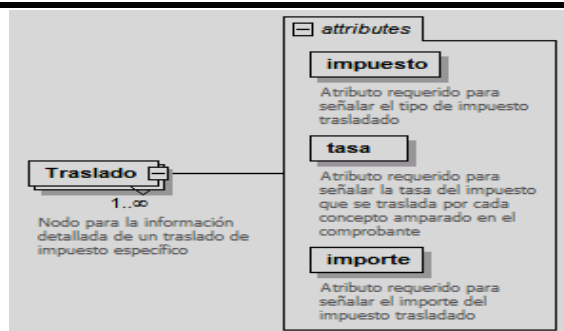 attributes
impuesto
Atributo requerido para
señalar el tipo de impuesto
trasladado
tasa
Atributo requerido para
señalar la tasa del impuesto
que se traslada por cada
concepto amparado en el
comprobante
Traslado
1..∞
Nodo para la información
detallada de un traslado de
impuesto específico
importe
Atributo requerido para
señalar el importe del
impuesto trasladado